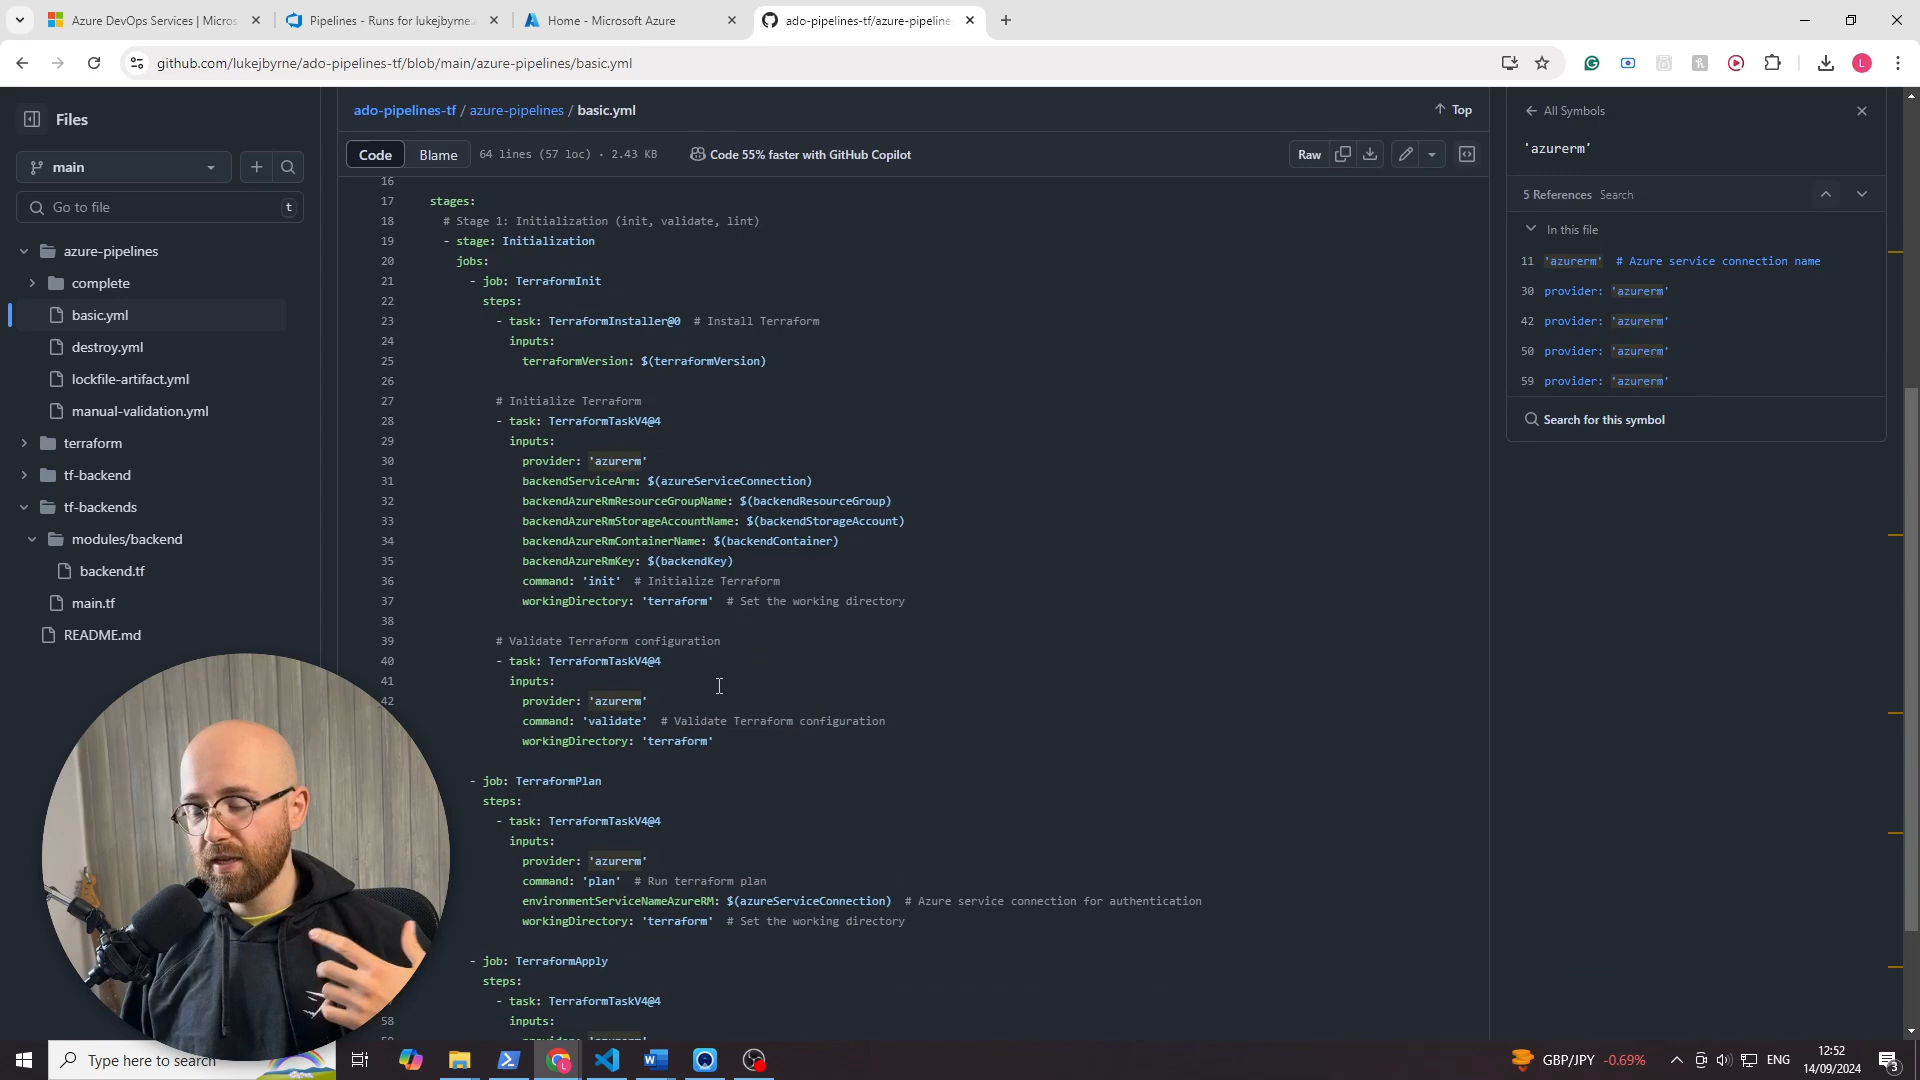 Azure DevOps Services | Micros
Pipelines - Runs for lukejbyrne.
Home - Microsoft Azure
ado-pipelines-tf/azure-pipeline
github.com/lukejbyrne/ado-pipelines-tf/blob/main/azure-pipelines/basic.yml
L
Files
main
Go to file
t
azure-pipelines
complete
basic.yml
destroy.yml
lockfile-artifact.yml
manual-validation.yml
terraform
tf-backend
tf-backends
modules/backend
backend.tf
main.tf
README.md
ado-pipelines-tf / azure-pipelines / basic.yml
Top
Code
Blame
64 lines (57 loc) · 2.43 KB
Code 55% faster with GitHub Copilot
Raw
16
17 stages:
18 # Stage 1: Initialization (init, validate, lint)
19 - stage: Initialization
20 jobs:
21 - job: TerraformInit
22 steps:
23 - task: TerraformInstaller@0 # Install Terraform
24 inputs:
25 terraformVersion: $(terraformVersion)
26
27 # Initialize Terraform
28 - task: TerraformTaskV4@4
29 inputs:
30 provider: 'azurerm'
31 backendServiceArm: $(azureServiceConnection)
32 backendAzureRmResourceGroupName: $(backendResourceGroup)
33 backendAzureRmStorageAccountName: $(backendStorageAccount)
34 backendAzureRmContainerName: $(backendContainer)
35 backendAzureRmKey: $(backendKey)
36 command: 'init' # Initialize Terraform
37 workingDirectory: 'terraform' # Set the working directory
38
39 # Validate Terraform configuration
40 - task: TerraformTaskV4@4
41 inputs:
42 provider: 'azurerm'
command: 'validate' # Validate Terraform configuration
workingDirectory: 'terraform'
- job: TerraformPlan
steps:
- task: TerraformTaskV4@4
inputs:
provider: 'azurerm'
command: 'plan' # Run terraform plan
environmentServiceNameAzureRM: $(azureServiceConnection) # Azure service connection for authentication
workingDirectory: 'terraform' # Set the working directory
- job: TerraformApply
steps:
- task: TerraformTaskV4@4
58 inputs:
All Symbols
'azurerm'
5 References Search
In this file
11 'azurerm' # Azure service connection name
30 provider: 'azurerm'
42 provider: 'azurerm'
50 provider: 'azurerm'
59 provider: 'azurerm'
Search for this symbol
Type here to search
GBP/JPY -0.69%
ENG
12:52
14/09/2024
3